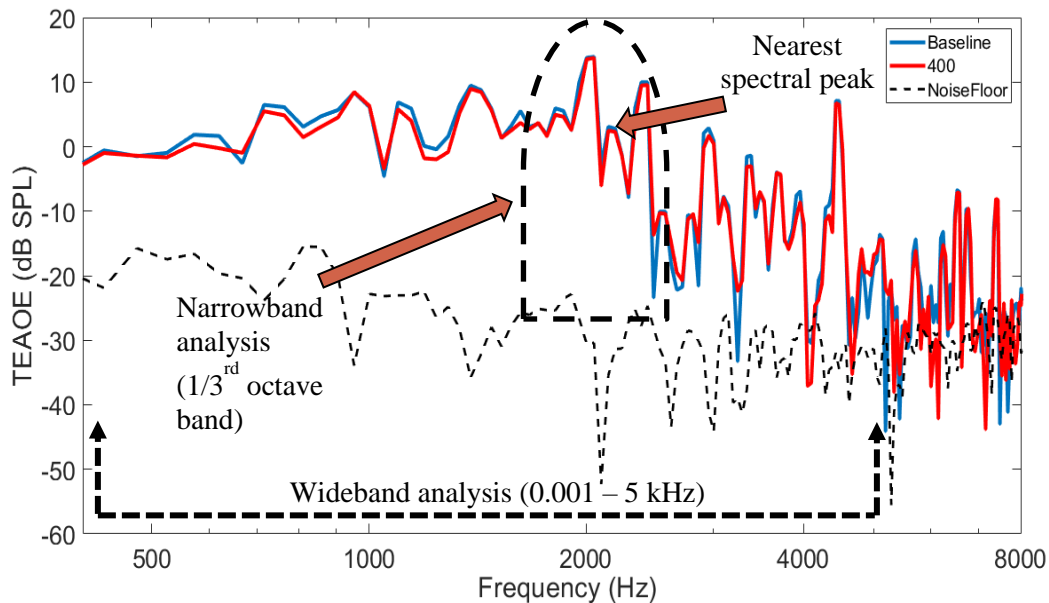 20
10
0
-10
-20
-30
-40
-50
-60
TEAOE (dB SPL)
Nearest
spectral peak
Baseline
400
NoiseFloor
Narrowband
analysis
(1/3rd octave
band)
Wideband analysis (0.001 – 5 kHz)
500
1000
2000
4000
8000
Frequency (Hz)